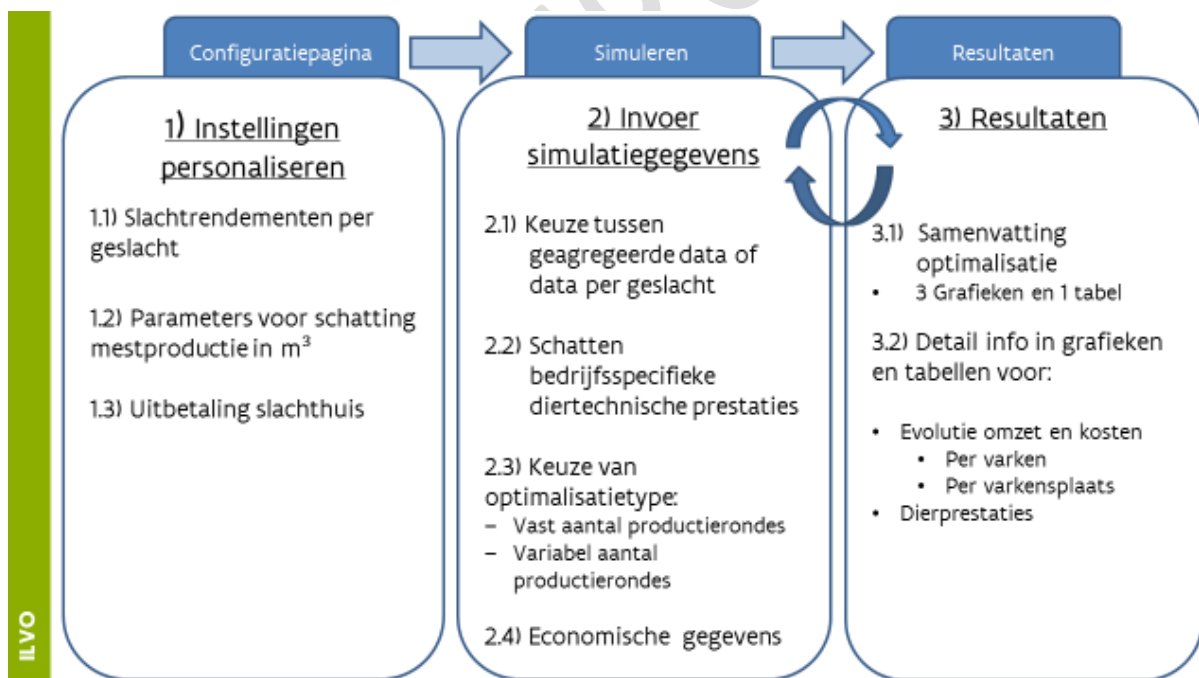 Configuratiepagina
Simuleren
Resultaten
1) Instellingen
personaliseren
1.1) Slachtrendementen per
geslacht
1.2) Parameters voor schatting
mestproductie in m³
1.3) Uitbetaling slachthuis
2) Invoer
simulatiegegevens
2.1) Keuze tussen
geagregeerde data of
data per geslacht
2.2) Schatten
bedrijfsspecifieke
diertechnische prestaties
2.3) Keuze van
optimalisatietype:
– Vast aantal productierondes
– Variabel aantal
productierondes
2.4) Economische gegevens
3) Resultaten
3.1) Samenvatting
optimalisatie
• 3 Grafieken en 1 tabel
3.2) Detail info in grafieken
en tabellen voor:
• Evolutie omzet en kosten
• Per varken
• Per varkensplaats
• Dierprestaties
ILVO